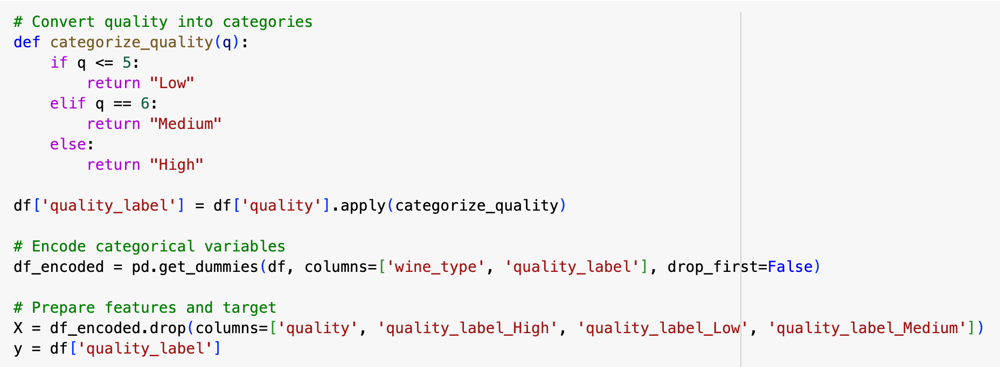 # Convert quality into categories
def categorize_quality(q):
    if q <= 5:
        return "Low"
    elif q == 6:
        return "Medium"
    else:
        return "High"

df['quality_label'] = df['quality'].apply(categorize_quality)

# Encode categorical variables
df_encoded = pd.get_dummies(df, columns=['wine_type', 'quality_label'], drop_first=False)

# Prepare features and target
X = df_encoded.drop(columns=['quality', 'quality_label_High', 'quality_label_Low', 'quality_label_Medium'])
y = df['quality_label']